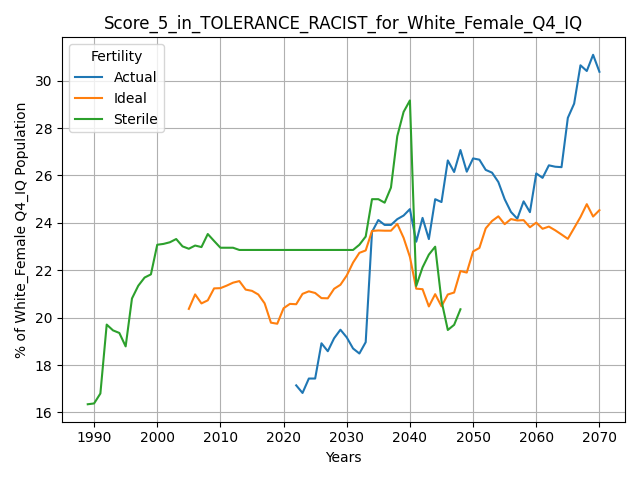 Score_5_in_TOLERANCE_RACIST_for_White_Female_Q4_IQ
Fertility
Actual
Ideal
Sterile
% of White_Female Q4_IQ Population
30
28
26
24
22
20
18
16
1990 2000 2010 2020 2030 2040 2050 2060 2070
Years